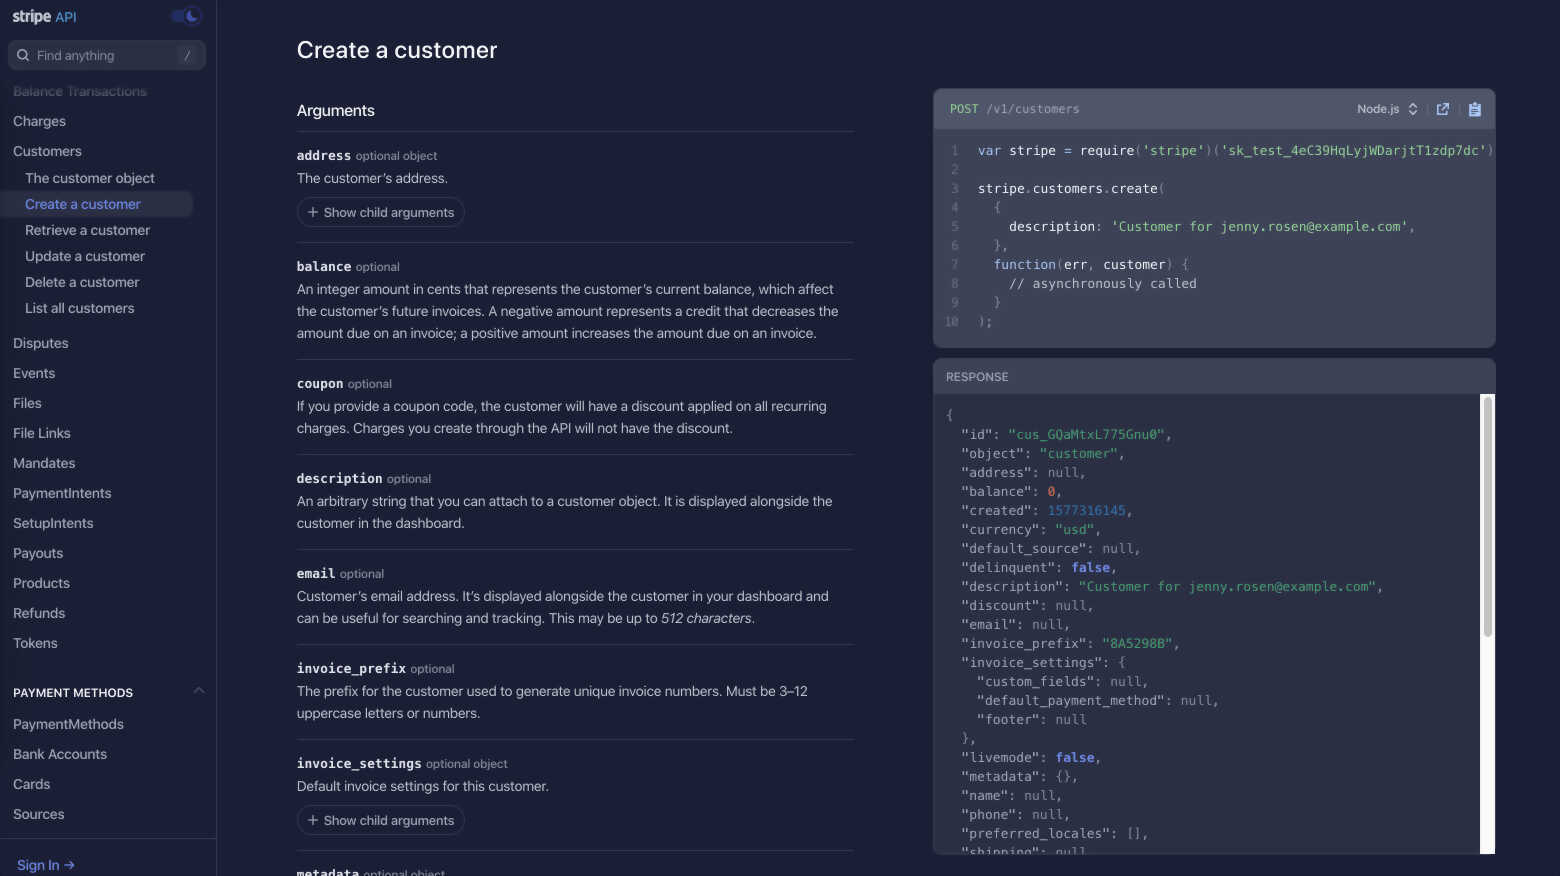 stripe API
Find anything /
Balance Transactions
Charges
Customers
The customer object
Create a customer
Retrieve a customer
Update a customer
Delete a customer
List all customers
Disputes
Events
Files
File Links
Mandates
PaymentIntents
SetupIntents
Payouts
Products
Refunds
Tokens
PAYMENT METHODS
PaymentMethods
Bank Accounts
Cards
Sources
Sign In →
Create a customer
Arguments
address optional object
The customer’s address.
+ Show child arguments
balance optional
An integer amount in cents that represents the customer’s current balance, which affect
the customer’s future invoices. A negative amount represents a credit that decreases the
amount due on an invoice; a positive amount increases the amount due on an invoice.
coupon optional
If you provide a coupon code, the customer will have a discount applied on all recurring
charges. Charges you create through the API will not have the discount.
description optional
An arbitrary string that you can attach to a customer object. It is displayed alongside the
customer in the dashboard.
email optional
Customer’s email address. It’s displayed alongside the customer in your dashboard and
can be useful for searching and tracking. This may be up to 512 characters.
invoice_prefix optional
The prefix for the customer used to generate unique invoice numbers. Must be 3–12
uppercase letters or numbers.
invoice_settings optional object
Default invoice settings for this customer.
+ Show child arguments
metadata optional object
POST /v1/customers Node.js
1 var stripe = require('stripe')('sk_test_4eC39HqLyjWDarjtT1zdp7dc')
2
3 stripe.customers.create(
4 {
5 description: 'Customer for jenny.rosen@example.com',
6 },
7 function(err, customer) {
8 // asynchronously called
9 }
10 );
RESPONSE
{
"id": "cus_GQaMtxL775Gnu0",
"object": "customer",
"address": null,
"balance": 0,
"created": 1577316145,
"currency": "usd",
"default_source": null,
"delinquent": false,
"description": "Customer for jenny.rosen@example.com",
"discount": null,
"email": null,
"invoice_prefix": "8A5298B",
"invoice_settings": {
"custom_fields": null,
"default_payment_method": null,
"footer": null
},
"livemode": false,
"metadata": {},
"name": null,
"phone": null,
"preferred_locales": [],
"shipping": null,